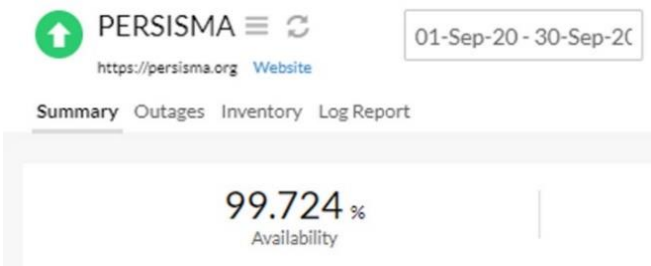 PERSISMA
01-Sep-20 - 30-Sep-20
https://persisma.org Website
Summary Outages Inventory Log Report
99.724 %
Availability